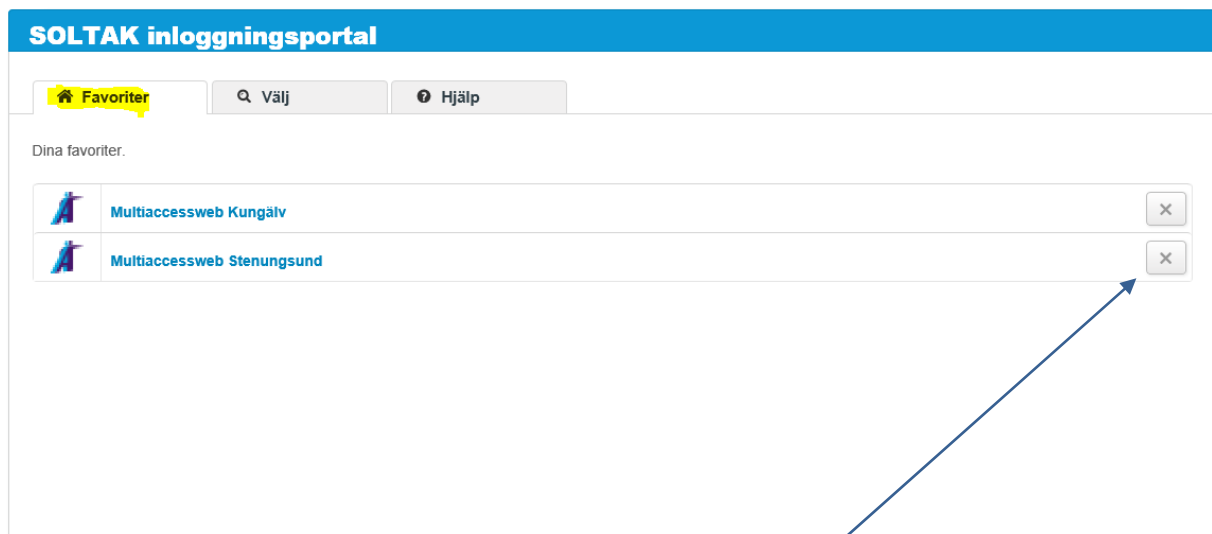 SOLTAK inloggningsportal
Favoriter Välj Hjälp
Dina favoriter.
Multiaccessweb Kungälv
Multiaccessweb Stenungsund